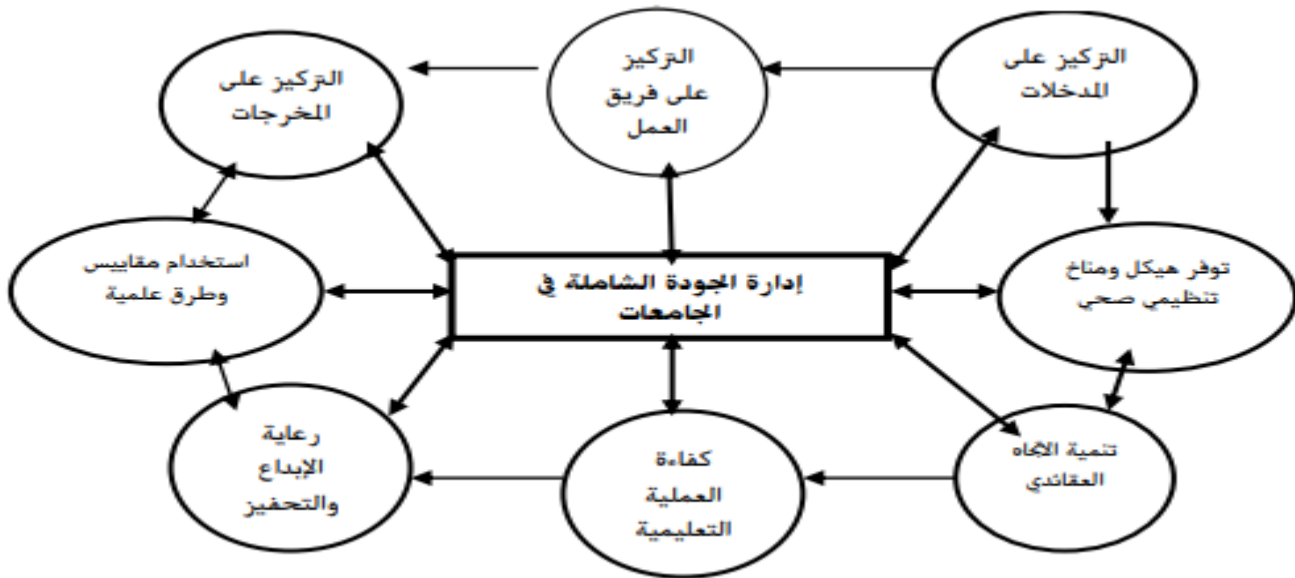 التركيز على
المدخلات
التركيز
على فريق
العمل
التركيز على
المخرجات
توفر هيكل ومناخ
تنظيمي صحي
إدارة الجودة الشاملة في
الجامعات
استخدام مقاييس
وطرق علمية
تنمية الاتجاه
العقائدي
كفاءة
العملية
التعليمية
رعاية
الإبداع
والتحفيز